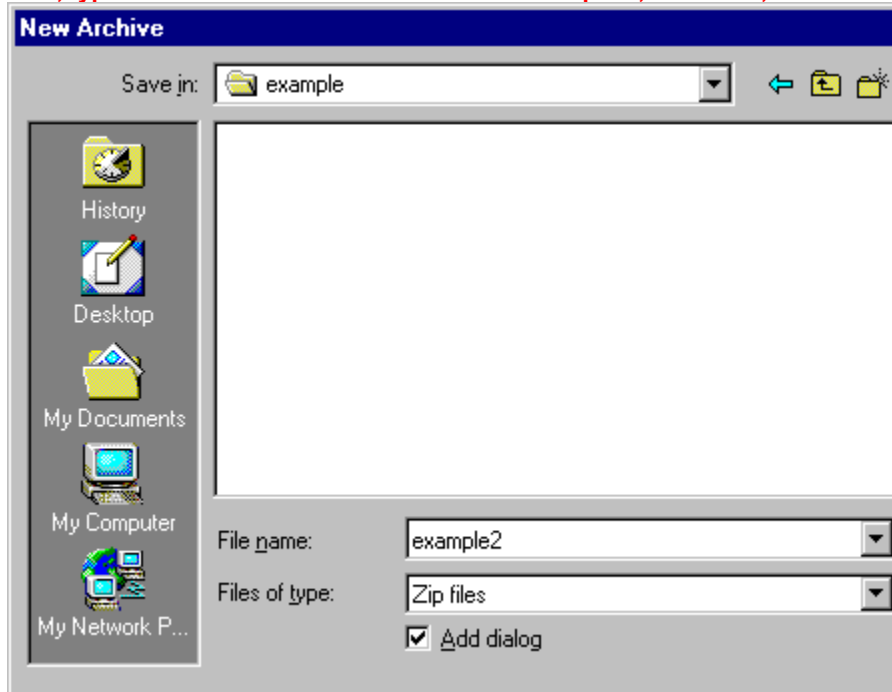 New Archive
Save in: example
History
Desktop
My Documents
My Computer
My Network P...
File name: example2
Files of type: Zip files
Add dialog